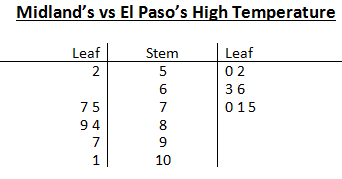 Midland’s vs El Paso’s High Temperature
Leaf Stem Leaf
2 5 0 2
6 3 6
7 5 7 0 1 5
9 4 8
7 9
1 10